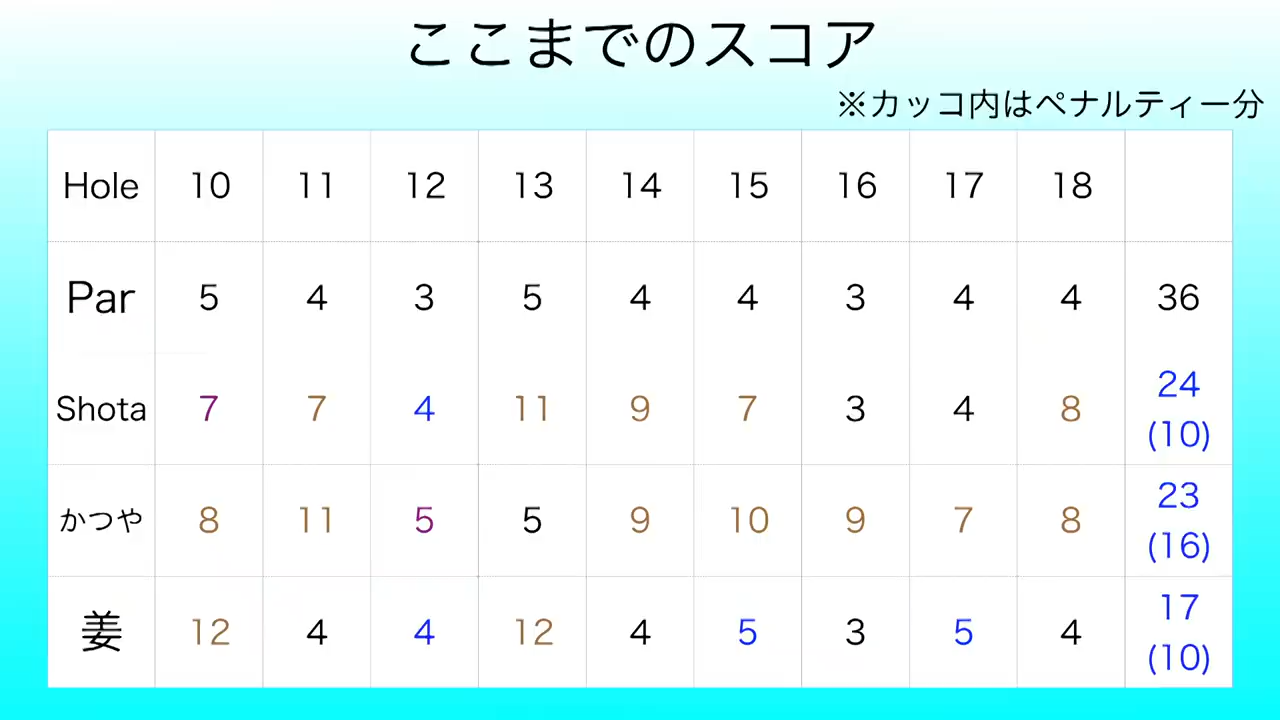 ここまでのスコア
※カッコ内はペナルティー分
Hole 10 11 12 13 14 15 16 17 18
Par 5 4 3 5 4 4 3 4 4 36
Shota 7 7 4 11 9 7 3 4 8 24 (10)
かつや 8 11 5 5 9 10 9 7 8 23 (16)
姜 12 4 4 12 4 5 3 5 4 17 (10)